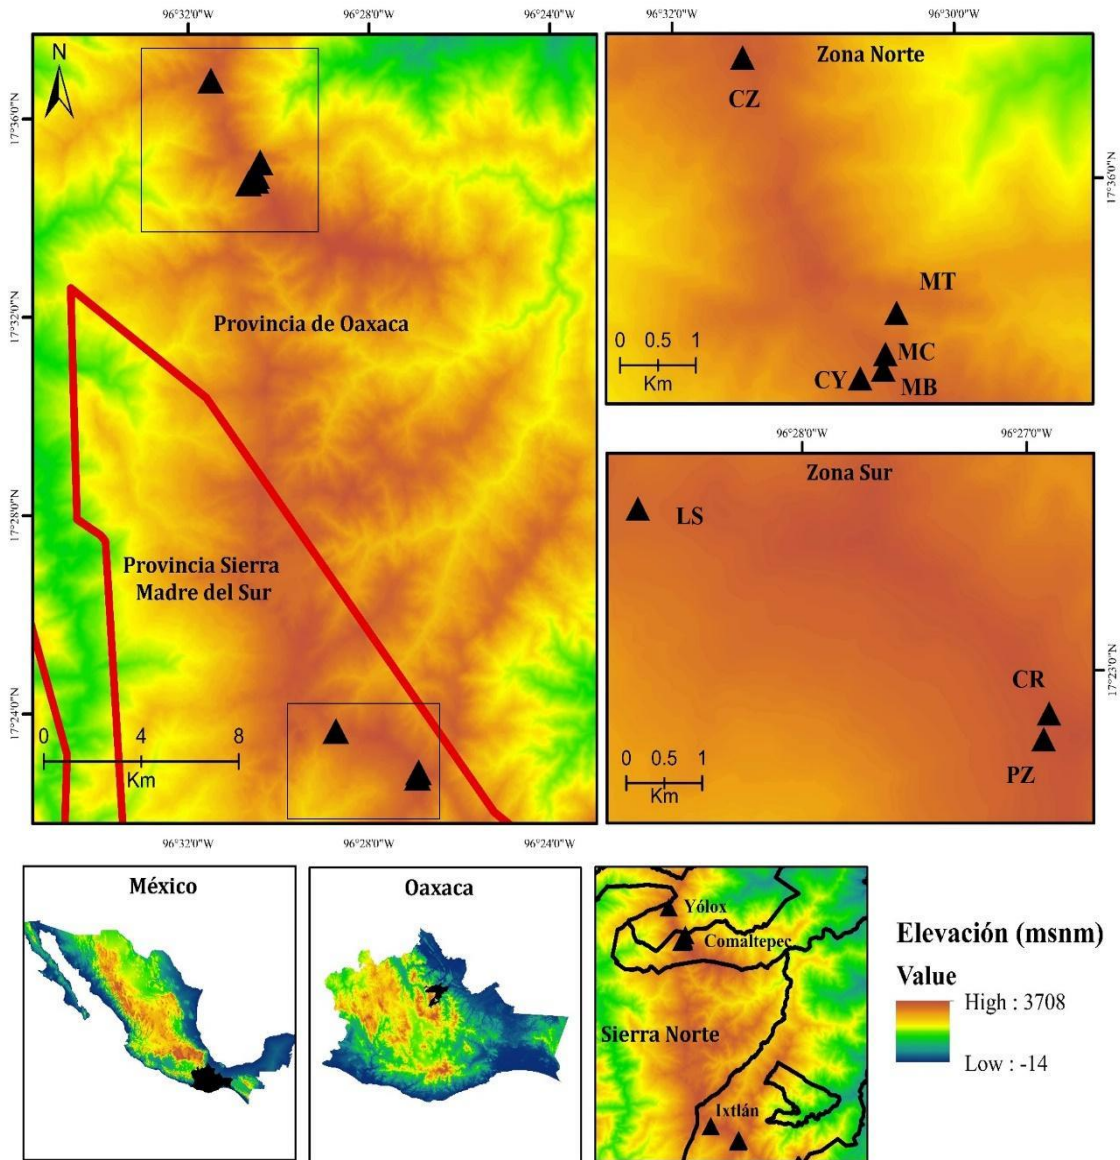 96°32'0"W
96°28'0"W
96°24'0"W
N
17°36'0"N
17°32'0"N
17°28'0"N
17°24'0"N
Provincia de Oaxaca
Provincia Sierra
Madre del Sur
0
4
8
Km
96°32'0"W
96°28'0"W
96°24'0"W
96°32'0"W
96°30'0"W
Zona Norte
CZ
17°36'0"N
MT
MC
CY
MB
0
0.5
1
Km
96°28'0"W
96°27'0"W
Zona Sur
LS
17°23'0"N
CR
PZ
0
0.5
1
Km
México
Oaxaca
Yólox
Comaltepec
Sierra Norte
Ixtlán
Elevación (msnm)
Value
High : 3708
Low : -14